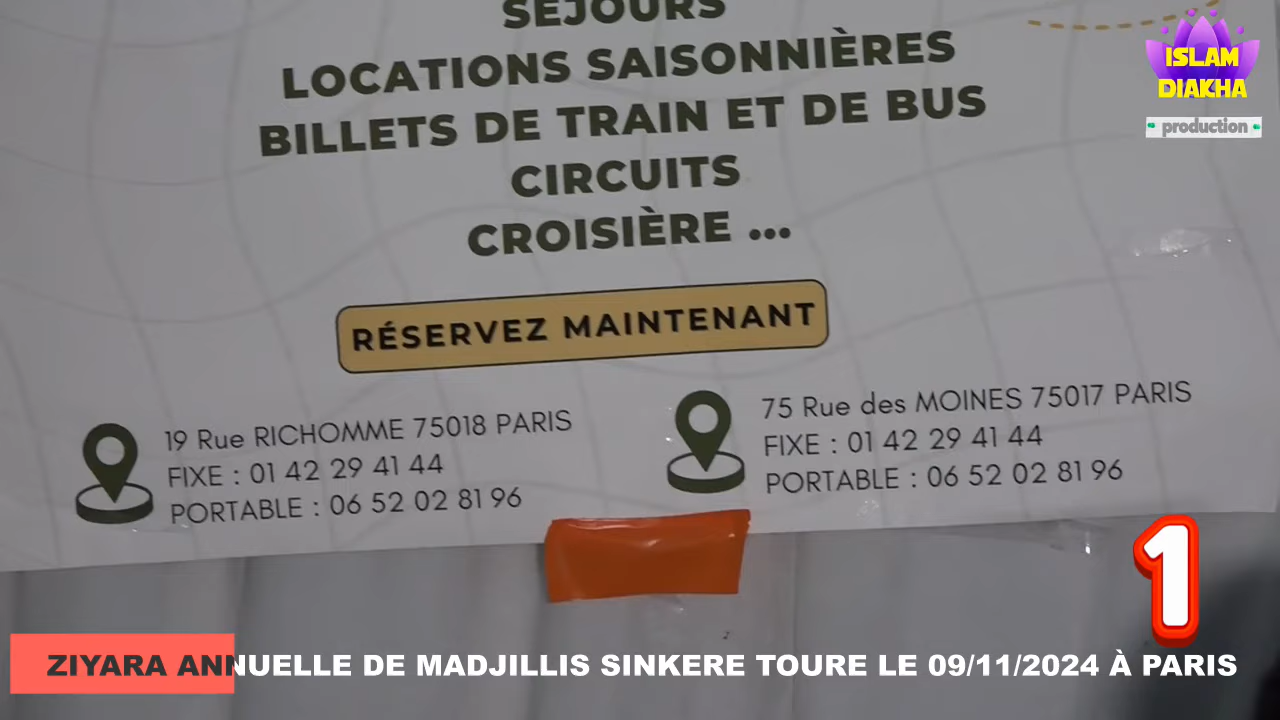 SÉJOURS
LOCATIONS SAISONNIÈRES
BILLETS DE TRAIN ET DE BUS
CIRCUITS
CROISIÈRE ...
RÉSERVEZ MAINTENANT
19 Rue RICHOMME 75018 PARIS
FIXE : 01 42 29 41 44
PORTABLE : 06 52 02 81 96
75 Rue des MOINES 75017 PARIS
FIXE : 01 42 29 41 44
PORTABLE : 06 52 02 81 96
ISLAM
DIAKHA
production
1
ZIYARA ANNUELLE DE MADJILLIS SINKERE TOURE LE 09/11/2024 À PARIS